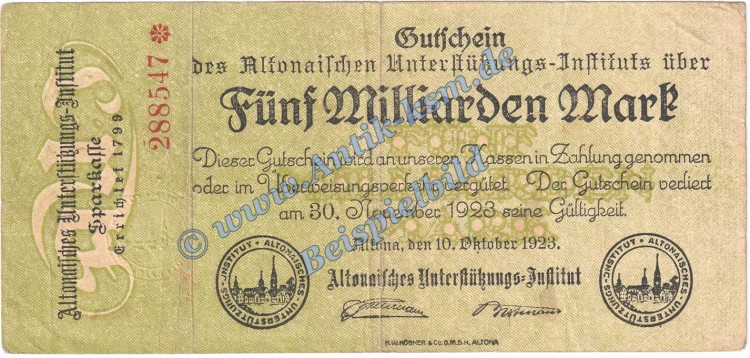 Gutschein
des Altonaischen Unterstützungs-Instituts über
Fünf Milliarden Mark
Dieser Gutschein wird an unseren Kassen in Zahlung genommen
oder im Überweisungsverkehr vergütet. Der Gutschein verliert
am 30. November 1923 seine Gültigkeit.
Altona, den 10. Oktober 1923.
Altonaisches Unterstützungs-Institut
H.W.KÖBNER & Co. G.M.B.H. ALTONA
Altonaisches Unterstützungs-Institut
Sparkasse
Errichtet 1799
288547 *
ALTONAISCHES UNTERSTÜTZUNGS-INSTITUT
ALTONAISCHES UNTERSTÜTZUNGS-INSTITUT
© www.Antik-ksm.de
Beispielbild